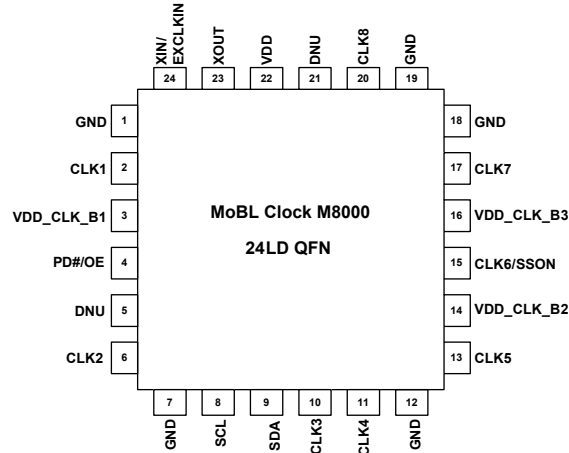 XIN/
EXCLKIN
XOUT
VDD
DNU
CLK8
GND
24
23
22
21
20
19
GND 1
CLK1 2
VDD_CLK_B1 3
PD#/OE 4
DNU 5
CLK2 6
MoBL Clock M8000
24LD QFN
18 GND
17 CLK7
16 VDD_CLK_B3
15 CLK6/SSON
14 VDD_CLK_B2
13 CLK5
7
8
9
10
11
12
GND
SCL
SDA
CLK3
CLK4
GND